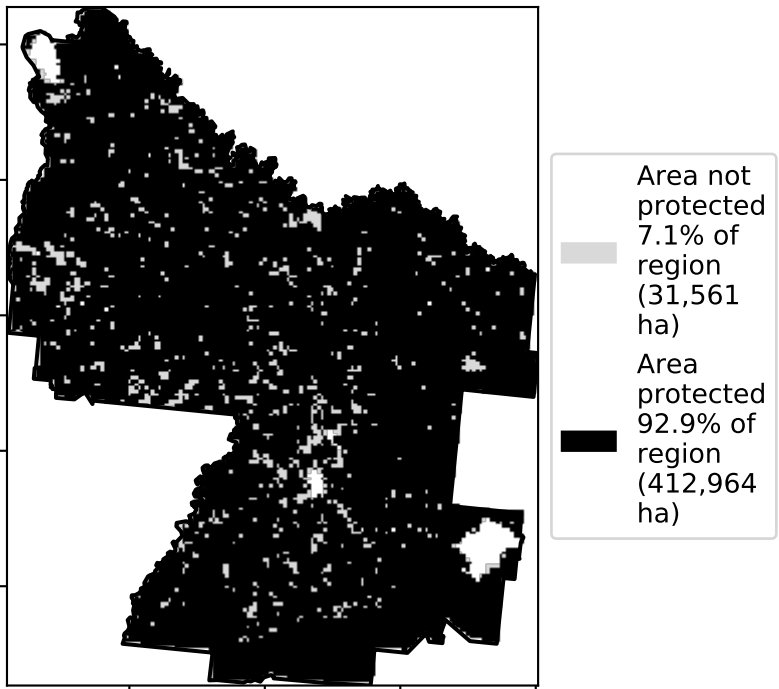 Area not
protected
7.1% of
region
(31,561
ha)
Area
protected
92.9% of
region
(412,964
ha)